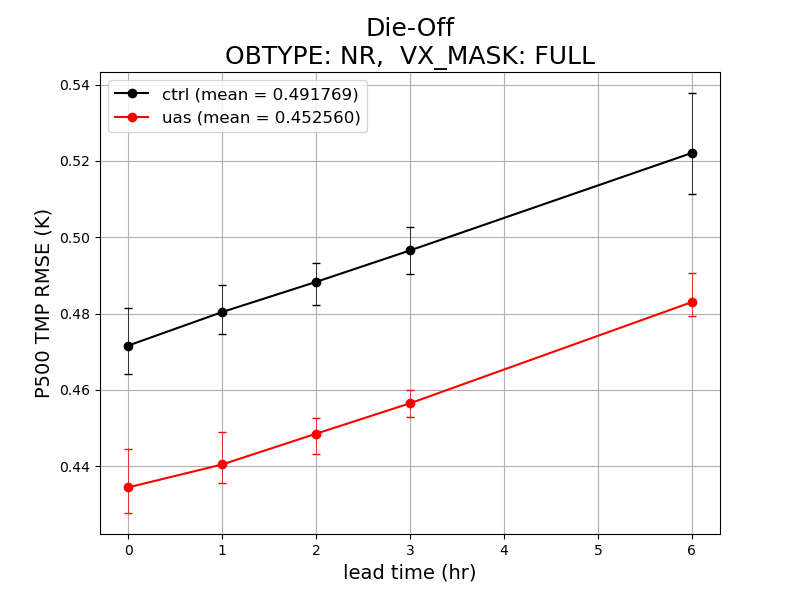 Die-Off
OBTYPE: NR,  VX_MASK: FULL
ctrl (mean = 0.491769)
uas (mean = 0.452560)
P500 TMP RMSE (K)
0.54
0.52
0.50
0.48
0.46
0.44
0 1 2 3 4 5 6
lead time (hr)